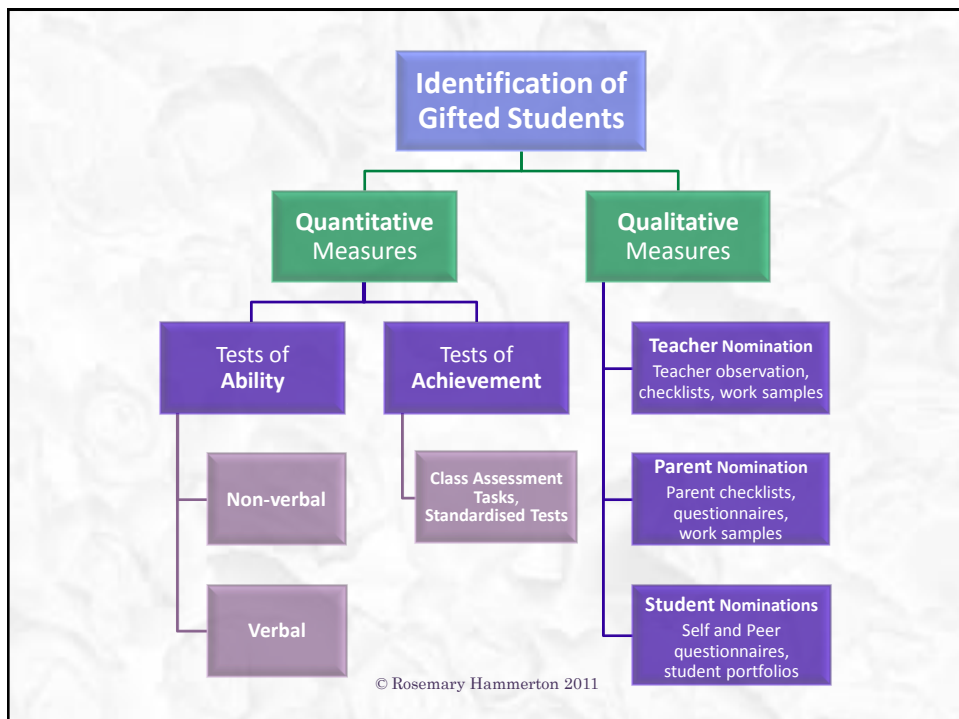 Identification of
Gifted Students
Quantitative
Measures
Qualitative
Measures
Tests of
Ability
Tests of
Achievement
Non-verbal
Verbal
Class Assessment
Tasks,
Standardised Tests
Teacher Nomination
Teacher observation,
checklists, work samples
Parent Nomination
Parent checklists,
questionnaires,
work samples
Student Nominations
Self and Peer
questionnaires,
student portfolios
© Rosemary Hammerton 2011